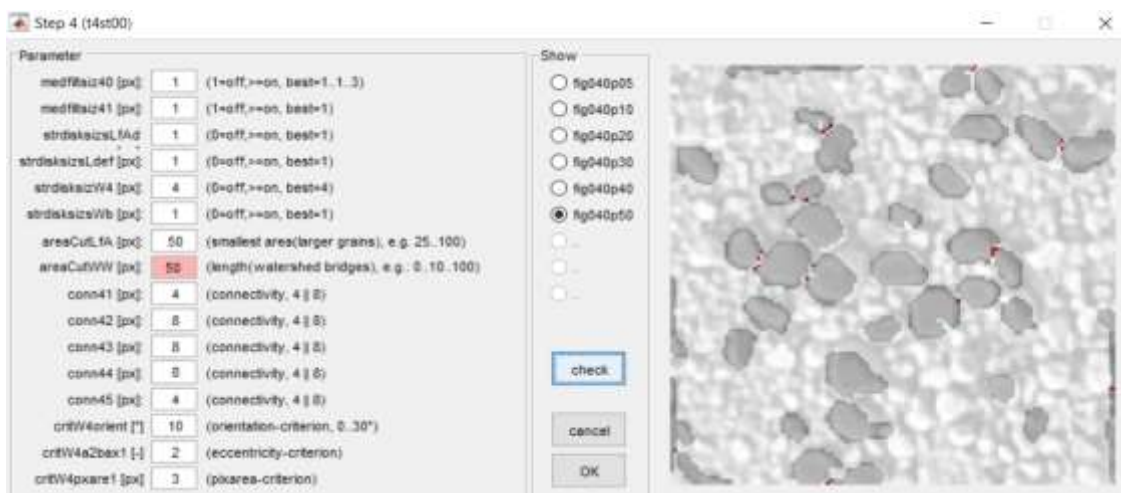 Step 4 (t4st00)
Parameter
medfiltsiz40 [px]: 1 (1=off,>=on, best=1..1..3)
medfiltsiz41 [px]: 1 (1=off,>=on, best=1)
strdisksizsLfAd 1 (0=off,>=on, best=1)
strdisksizsLdef [px]: 1 (0=off,>=on, best=1)
strdisksizW4 [px]: 4 (0=off,>=on, best=4)
strdisksizsWb [px]: 1 (0=off,>=on, best=1)
areaCutLfA [px]: 50 (smallest area(larger grains), e.g. 25..100)
areaCutWW [px]: 50 (length(watershed bridges), e.g.: 0..10..100)
conn41 [px]: 4 (connectivity, 4 || 8)
conn42 [px]: 8 (connectivity, 4 || 8)
conn43 [px]: 8 (connectivity, 4 || 8)
conn44 [px]: 8 (connectivity, 4 || 8)
conn45 [px]: 4 (connectivity, 4 || 8)
critW4orient [°] 10 (orientation-criterion, 0..30°)
critW4a2bax1 [-] 2 (eccentricity-criterion)
critW4pxare1 [px] 3 (pixarea-criterion)
Show
fig040p05
fig040p10
fig040p20
fig040p30
fig040p40
fig040p50
..
..
..
check
cancel
OK